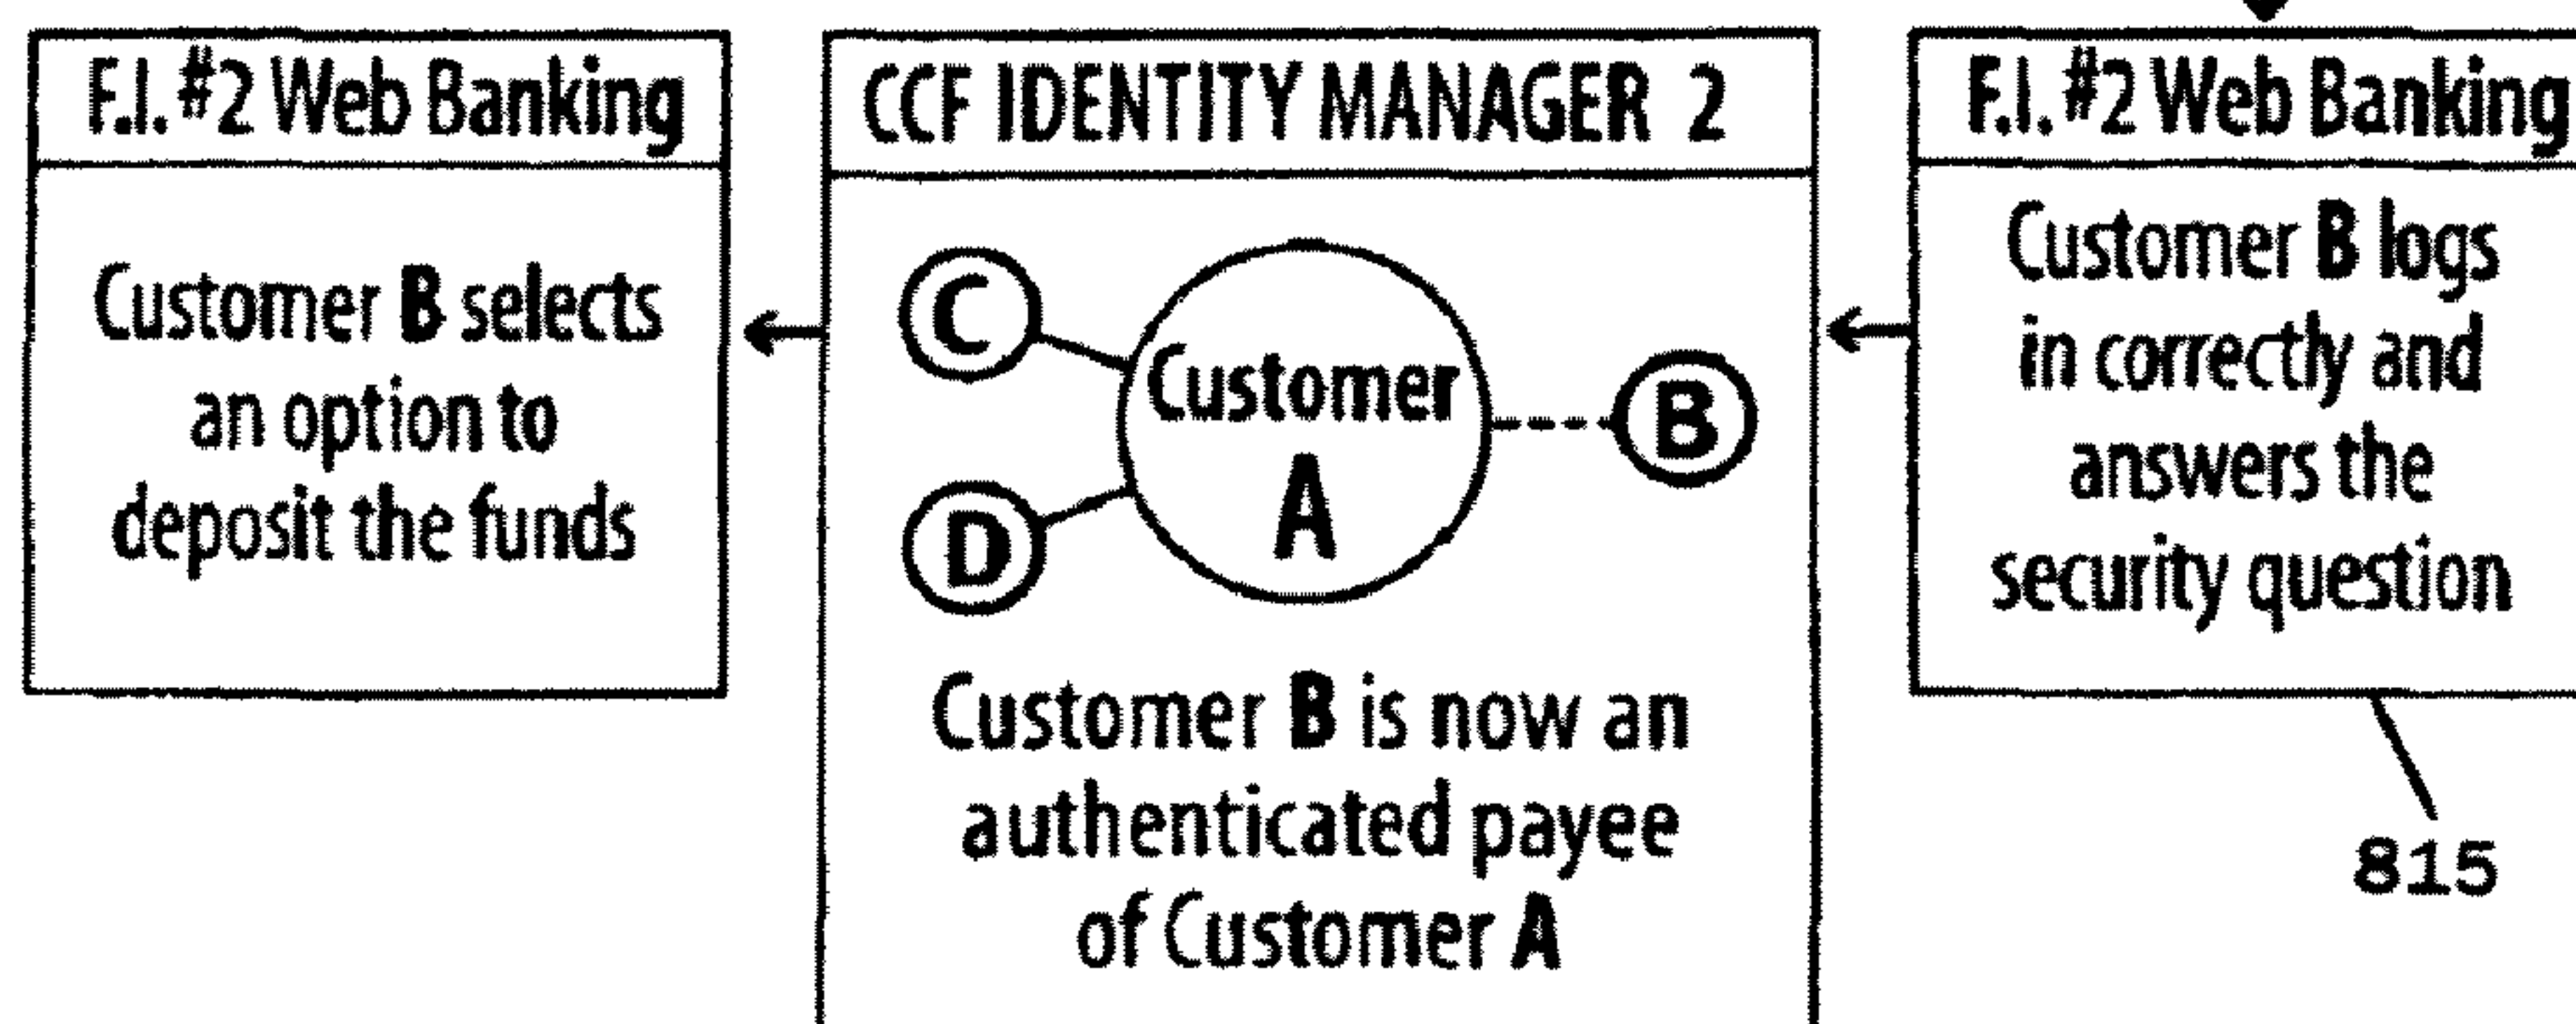 F.I. #2 Web Banking
Customer B selects
an option to
deposit the funds
CCF IDENTITY MANAGER 2
C
Customer
A
B
D
Customer B is now an
authenticated payee
of Customer A
F.I. #2 Web Banking
Customer B logs
in correctly and
answers the
security question
815